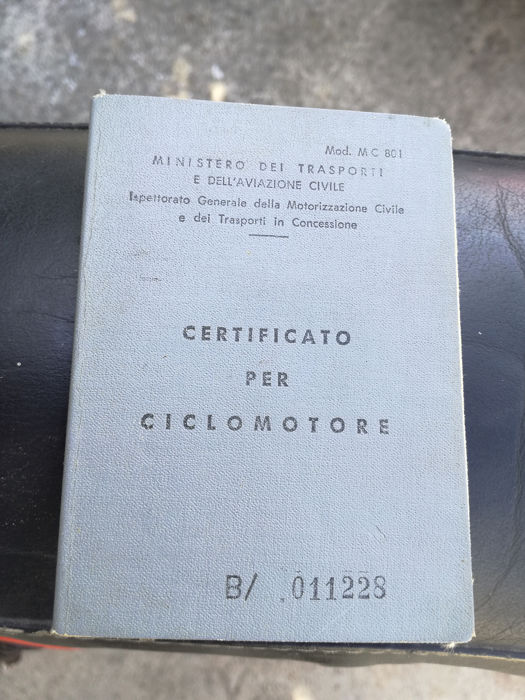 Mod. MC 801
MINISTERO DEI TRASPORTI
E DELL'AVIAZIONE CIVILE
Ispettorato Generale della Motorizzazione Civile
e dei Trasporti in Concessione
CERTIFICATO
PER
CICLOMOTORE
B/ 011228